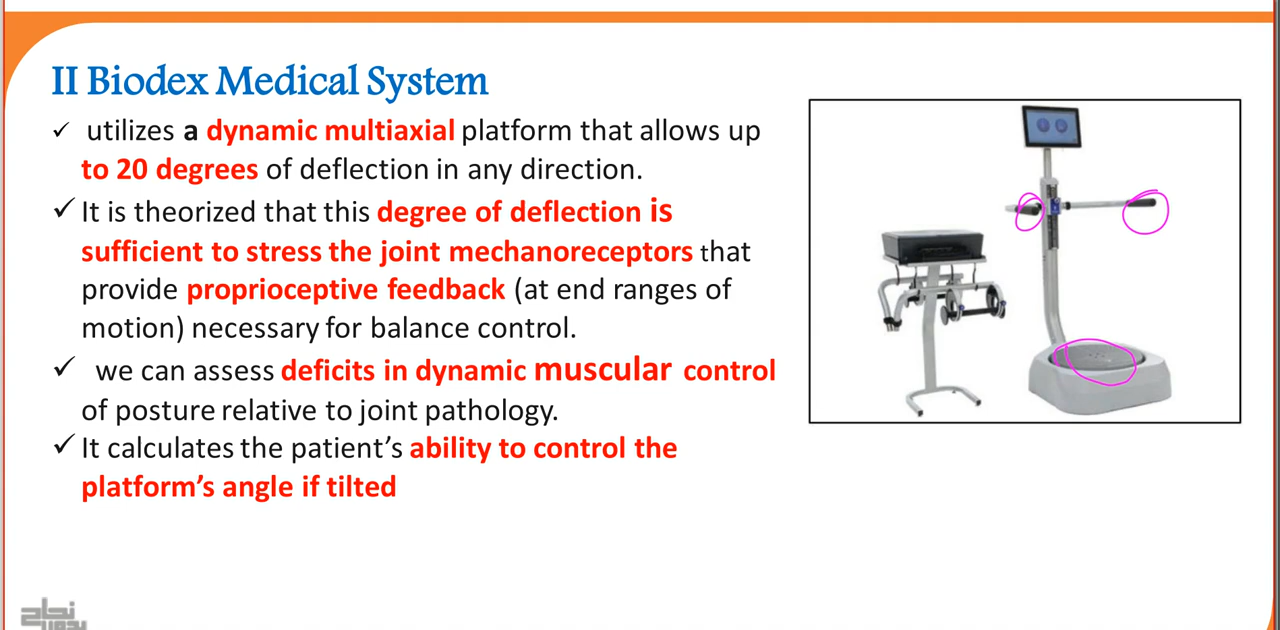 II Biodex Medical System
✓ utilizes a dynamic multiaxial platform that allows up
to 20 degrees of deflection in any direction.
✓ It is theorized that this degree of deflection is
sufficient to stress the joint mechanoreceptors that
provide proprioceptive feedback (at end ranges of
motion) necessary for balance control.
✓ we can assess deficits in dynamic muscular control
of posture relative to joint pathology.
✓ It calculates the patient's ability to control the
platform's angle if tilted
نجاح